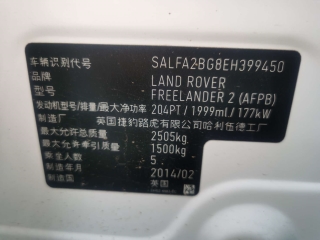 车辆识别代号 SALFA2BG8EH399450
品牌 LAND ROVER
型号 FREELANDER 2 (AFPB)
发动机型号/排量/最大净功率 204PT/1999ml/177kW
制造厂 英国捷豹路虎有限公司哈利伍德工厂
最大允许总质量 2505kg
最大允许牵引质量 1500kg
乘坐人数 5
制造年月 2014/02
制造国 英国